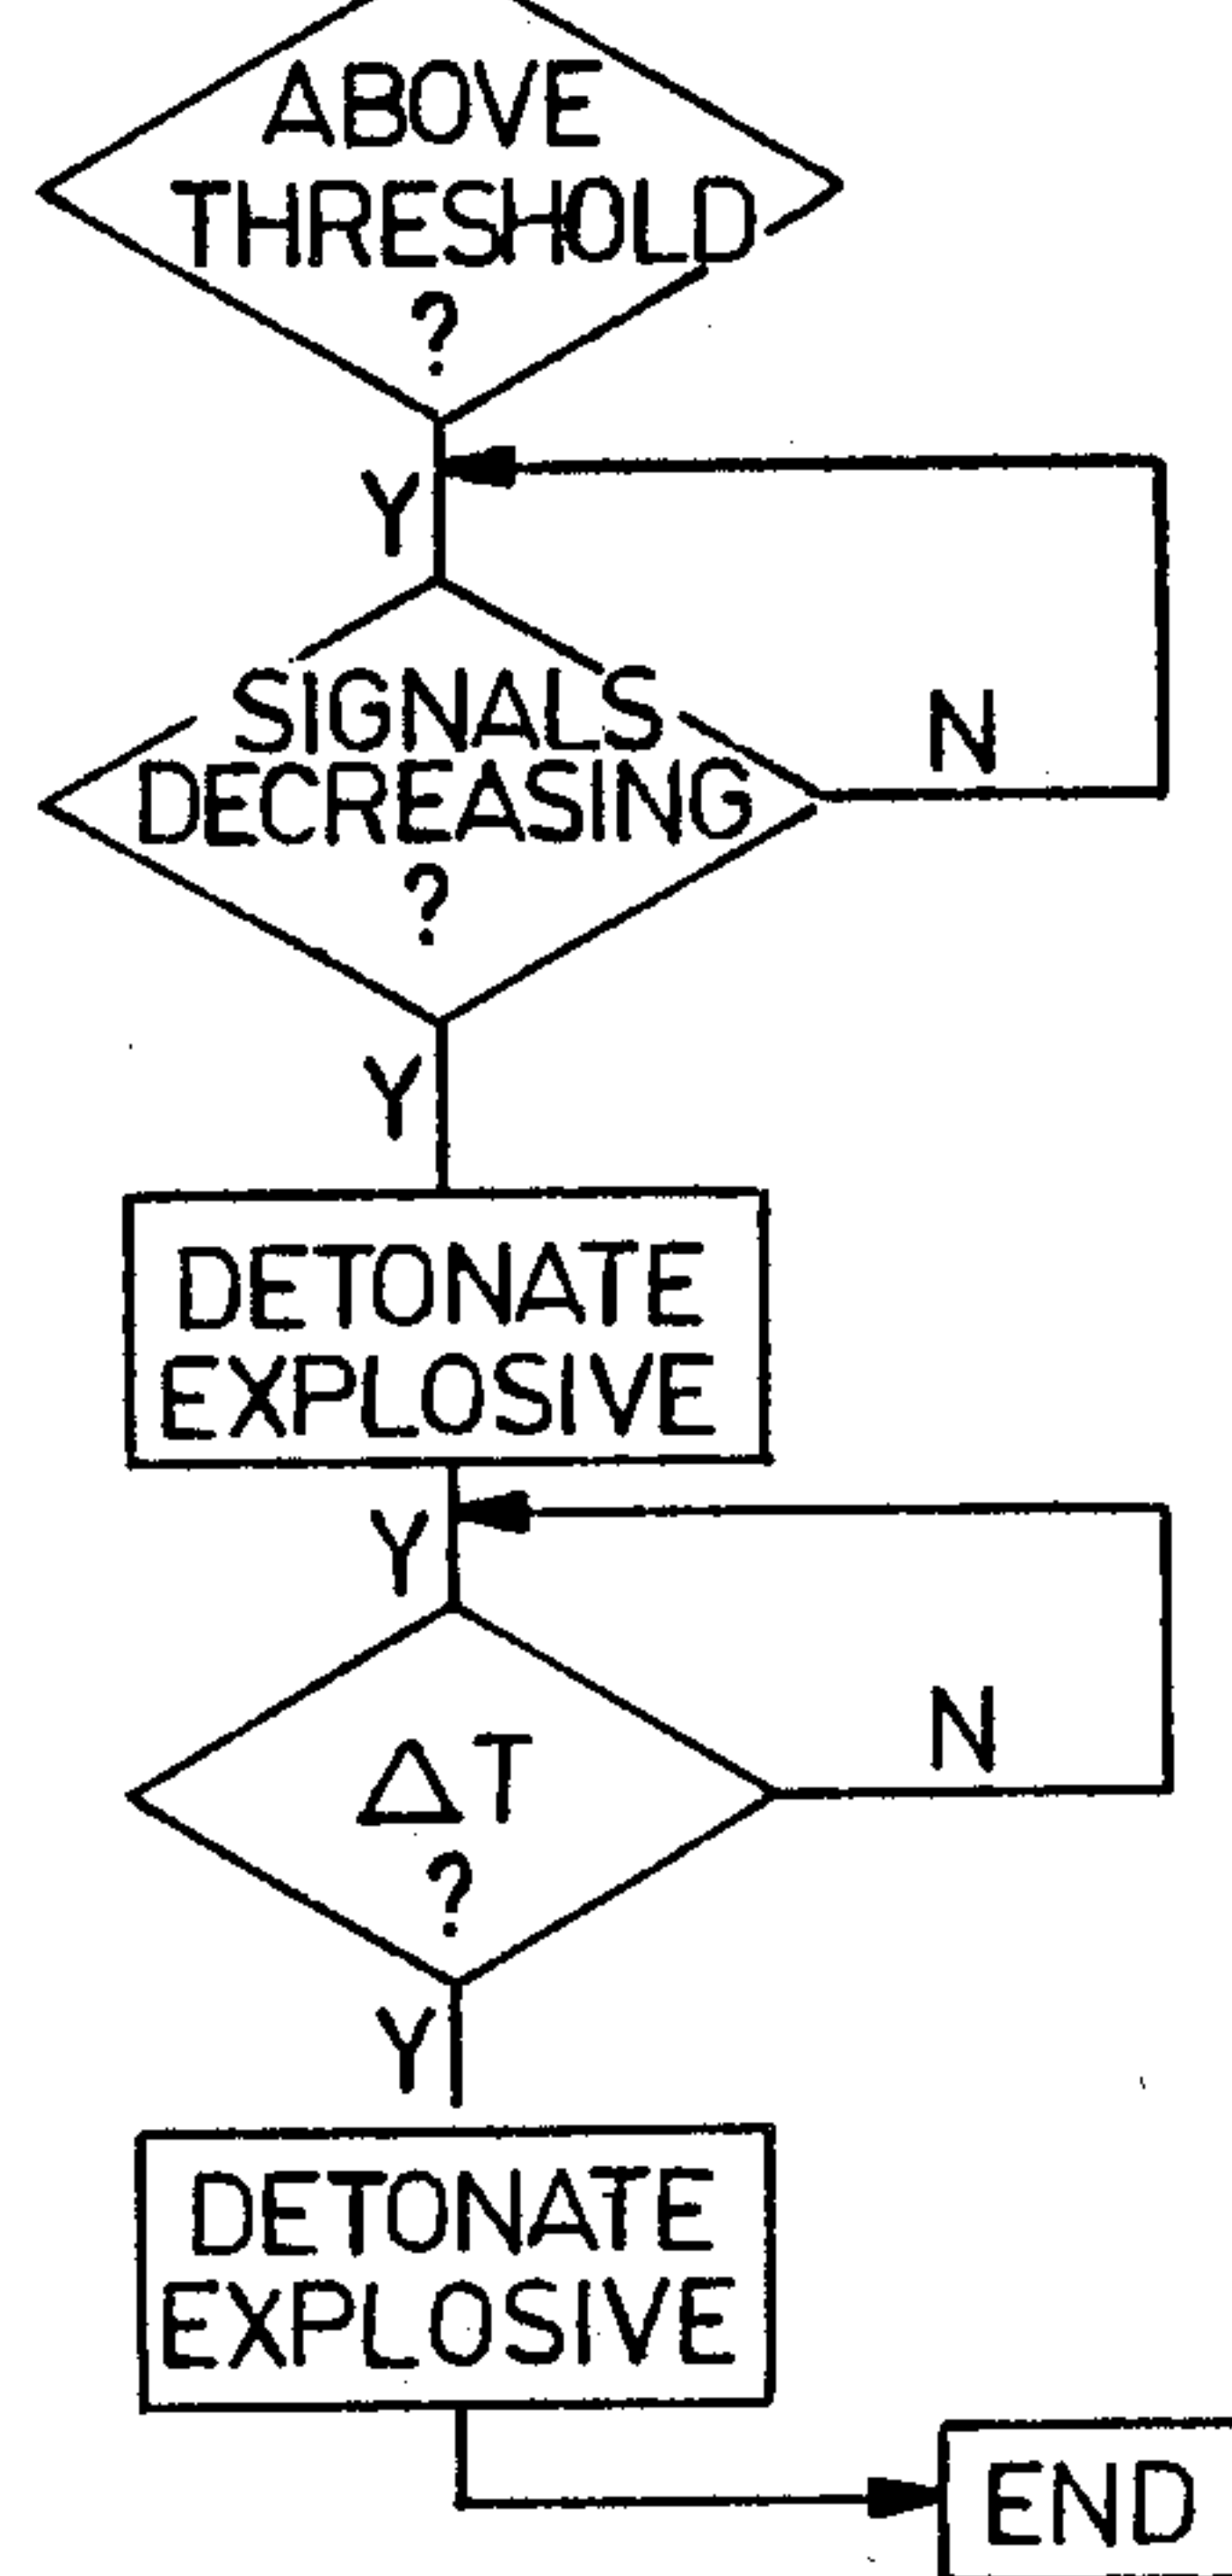 ABOVE
THRESHOLD
?
Y
SIGNALS
DECREASING
?
N
Y
DETONATE
EXPLOSIVE
Y
ΔT
?
N
Y
DETONATE
EXPLOSIVE
END